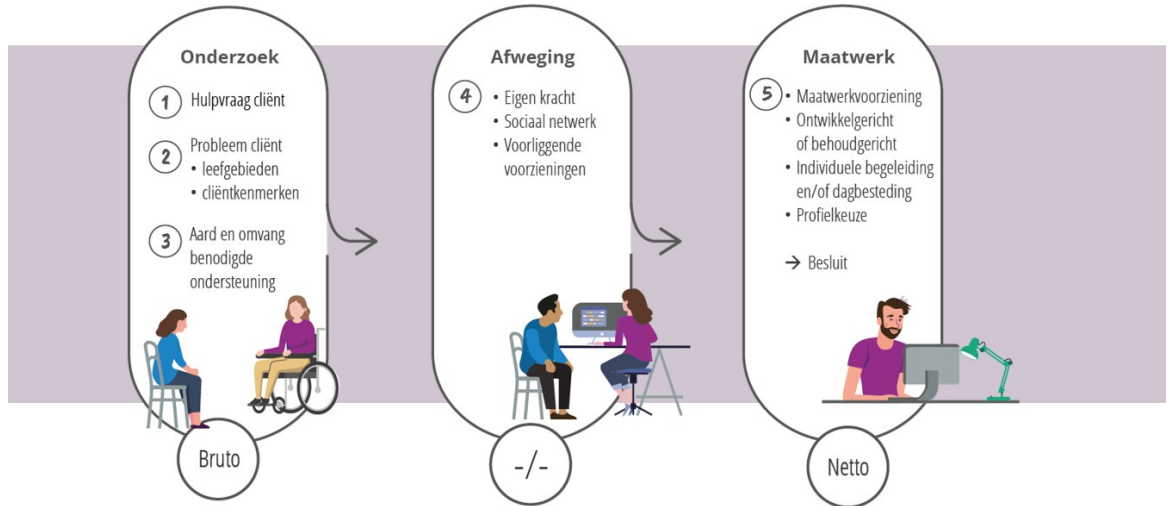 Onderzoek
1 Hulpvraag cliënt
2 Probleem cliënt
• leefgebieden
• cliëntkenmerken
3 Aard en omvang
benodigde
ondersteuning
Bruto
Afweging
4 • Eigen kracht
• Sociaal netwerk
• Voorliggende
voorzieningen
-/-
Maatwerk
5 • Maatwerkvoorziening
• Ontwikkelgericht
of behoudgericht
• Individuele begeleiding
en/of dagbesteding
• Profielkeuze
→ Besluit
Netto